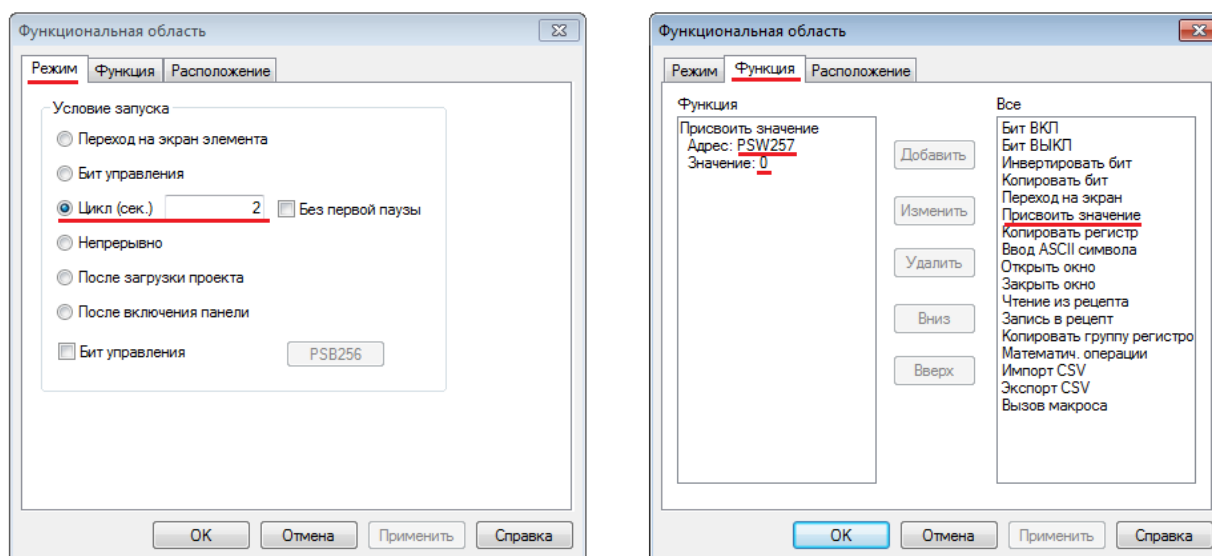 Функциональная область
Режим
Функция
Расположение
Условие запуска
Переход на экран элемента
Бит управления
Цикл (сек.)
2
Без первой паузы
Непрерывно
После загрузки проекта
После включения панели
Бит управления
PSB256
OK
Отмена
Применить
Справка
Функциональная область
Режим
Функция
Расположение
Функция
Присвоить значение
Адрес: PSW257
Значение: 0
Добавить
Изменить
Удалить
Вниз
Вверх
Все
Бит ВКЛ
Бит ВЫКЛ
Инвертировать бит
Копировать бит
Переход на экран
Присвоить значение
Копировать регистр
Ввод ASCII символа
Открыть окно
Закрыть окно
Чтение из рецепта
Запись в рецепт
Копировать группу регистро
Математич. операции
Импорт CSV
Экспорт CSV
Вызов макроса
OK
Отмена
Применить
Справка